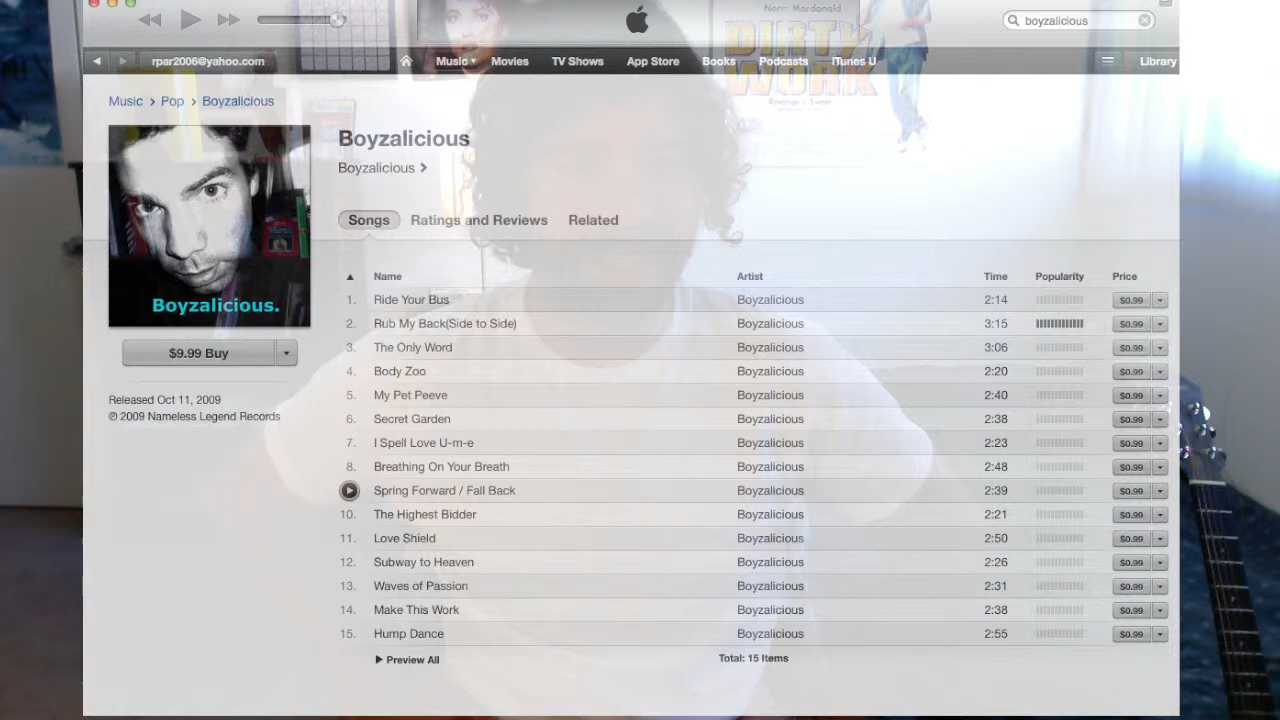 boyzalicious
rpar2006@yahoo.com Music Movies TV Shows App Store Books Podcasts iTunes U Library
Norm Macdonald
DIRTY
WORK
Revenge is Sweet
Music > Pop > Boyzalicious
Boyzalicious
Boyzalicious >
Songs Ratings and Reviews Related
Boyzalicious.
$9.99 Buy
Released Oct 11, 2009
℗ 2009 Nameless Legend Records
Name Artist Time Popularity Price
1. Ride Your Bus Boyzalicious 2:14 $0.99
2. Rub My Back(Side to Side) Boyzalicious 3:15 $0.99
3. The Only Word Boyzalicious 3:06 $0.99
4. Body Zoo Boyzalicious 2:20 $0.99
5. My Pet Peeve Boyzalicious 2:40 $0.99
6. Secret Garden Boyzalicious 2:38 $0.99
7. I Spell Love U-m-e Boyzalicious 2:23 $0.99
8. Breathing On Your Breath Boyzalicious 2:48 $0.99
Spring Forward / Fall Back Boyzalicious 2:39 $0.99
10. The Highest Bidder Boyzalicious 2:21 $0.99
11. Love Shield Boyzalicious 2:50 $0.99
12. Subway to Heaven Boyzalicious 2:26 $0.99
13. Waves of Passion Boyzalicious 2:31 $0.99
14. Make This Work Boyzalicious 2:38 $0.99
15. Hump Dance Boyzalicious 2:55 $0.99
Preview All Total: 15 Items